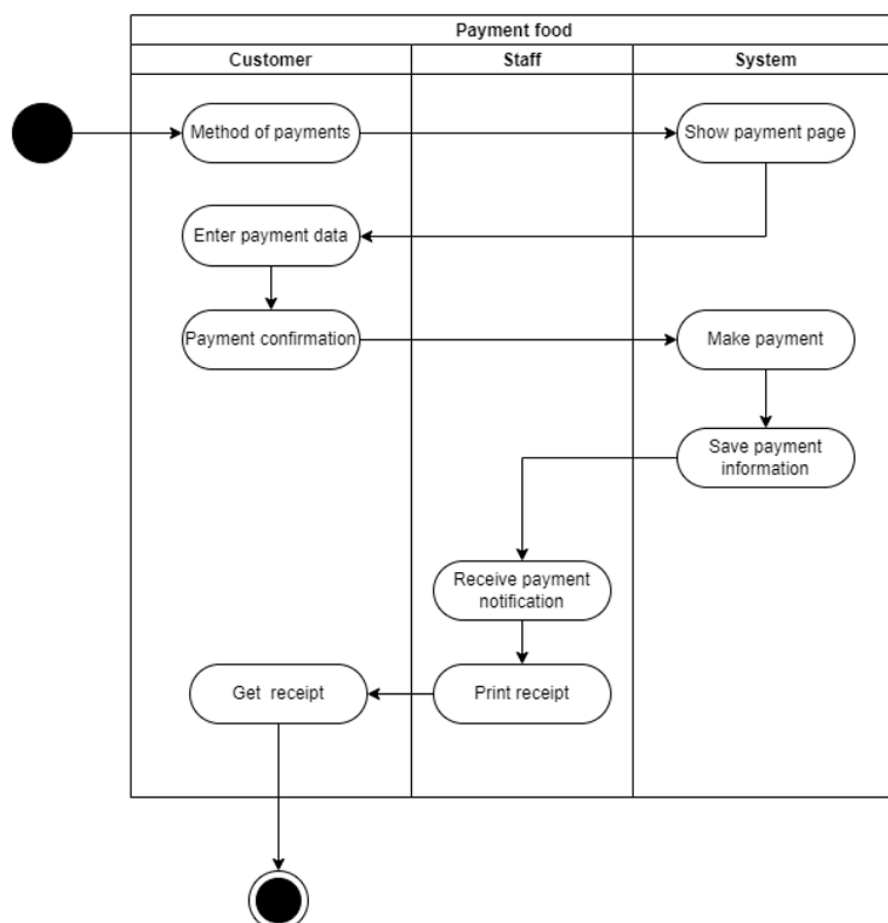 Payment food
Customer
Staff
System
Method of payments
Show payment page
Enter payment data
Payment confirmation
Make payment
Save payment
information
Receive payment
notification
Get receipt
Print receipt